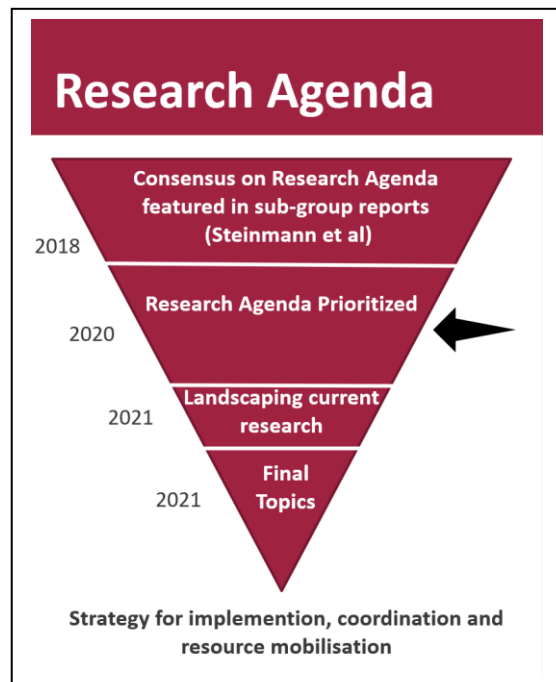 Research Agenda
Consensus on Research Agenda
featured in sub-group reports
(Steinmann et al)
2018
Research Agenda Prioritized
2020
Landscaping current
research
2021
Final
Topics
2021
Strategy for implemention, coordination and
resource mobilisation